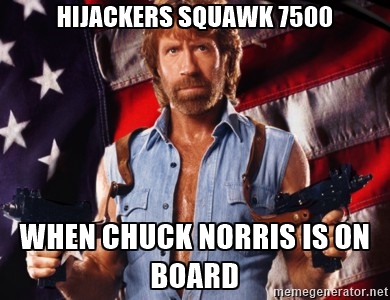 HIJACKERS SQUAWK 7500
WHEN CHUCK NORRIS IS ON
BOARD
memegenerator.net